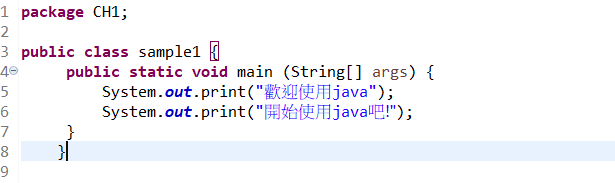 1 package CH1;
2
3 public class sample1 {
4 public static void main (String[] args) {
5 System.out.print("歡迎使用java");
6 System.out.print("開始使用java吧!");
7 }
8 }
9